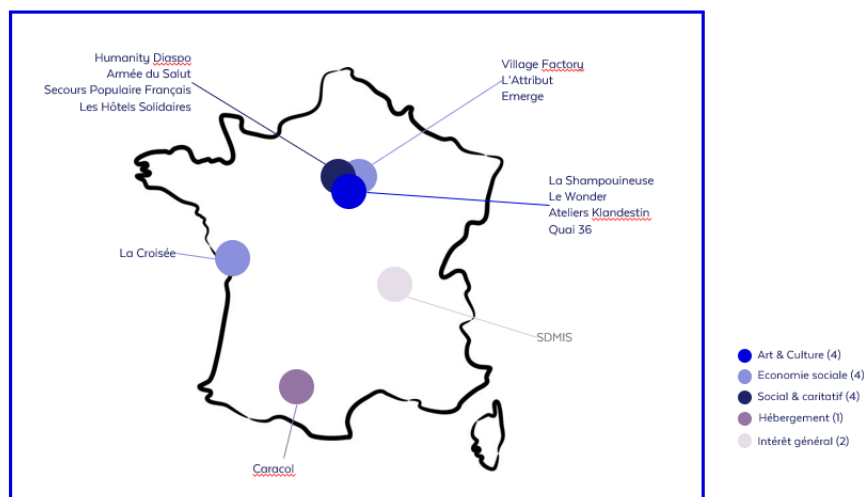 Humanity Diaspo
Armée du Salut
Secours Populaire Français
Les Hôtels Solidaires
Village Factory
L'Attribut
Emerge
La Shampouineuse
Le Wonder
Ateliers Klandestin
Quai 36
La Croisée
SDMIS
Caracol
Art & Culture (4)
Economie sociale (4)
Social & caritatif (4)
Hébergement (1)
Intérêt général (2)